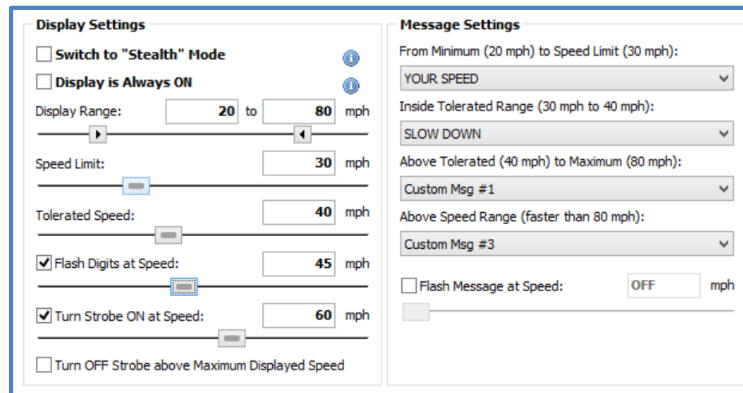 Display Settings
Switch to "Stealth" Mode
Display is Always ON
Display Range: 20 to 80 mph
Speed Limit: 30 mph
Tolerated Speed: 40 mph
Flash Digits at Speed: 45 mph
Turn Strobe ON at Speed: 60 mph
Turn OFF Strobe above Maximum Displayed Speed
Message Settings
From Minimum (20 mph) to Speed Limit (30 mph):
YOUR SPEED
Inside Tolerated Range (30 mph to 40 mph):
SLOW DOWN
Above Tolerated (40 mph) to Maximum (80 mph):
Custom Msg #1
Above Speed Range (faster than 80 mph):
Custom Msg #3
Flash Message at Speed: OFF mph